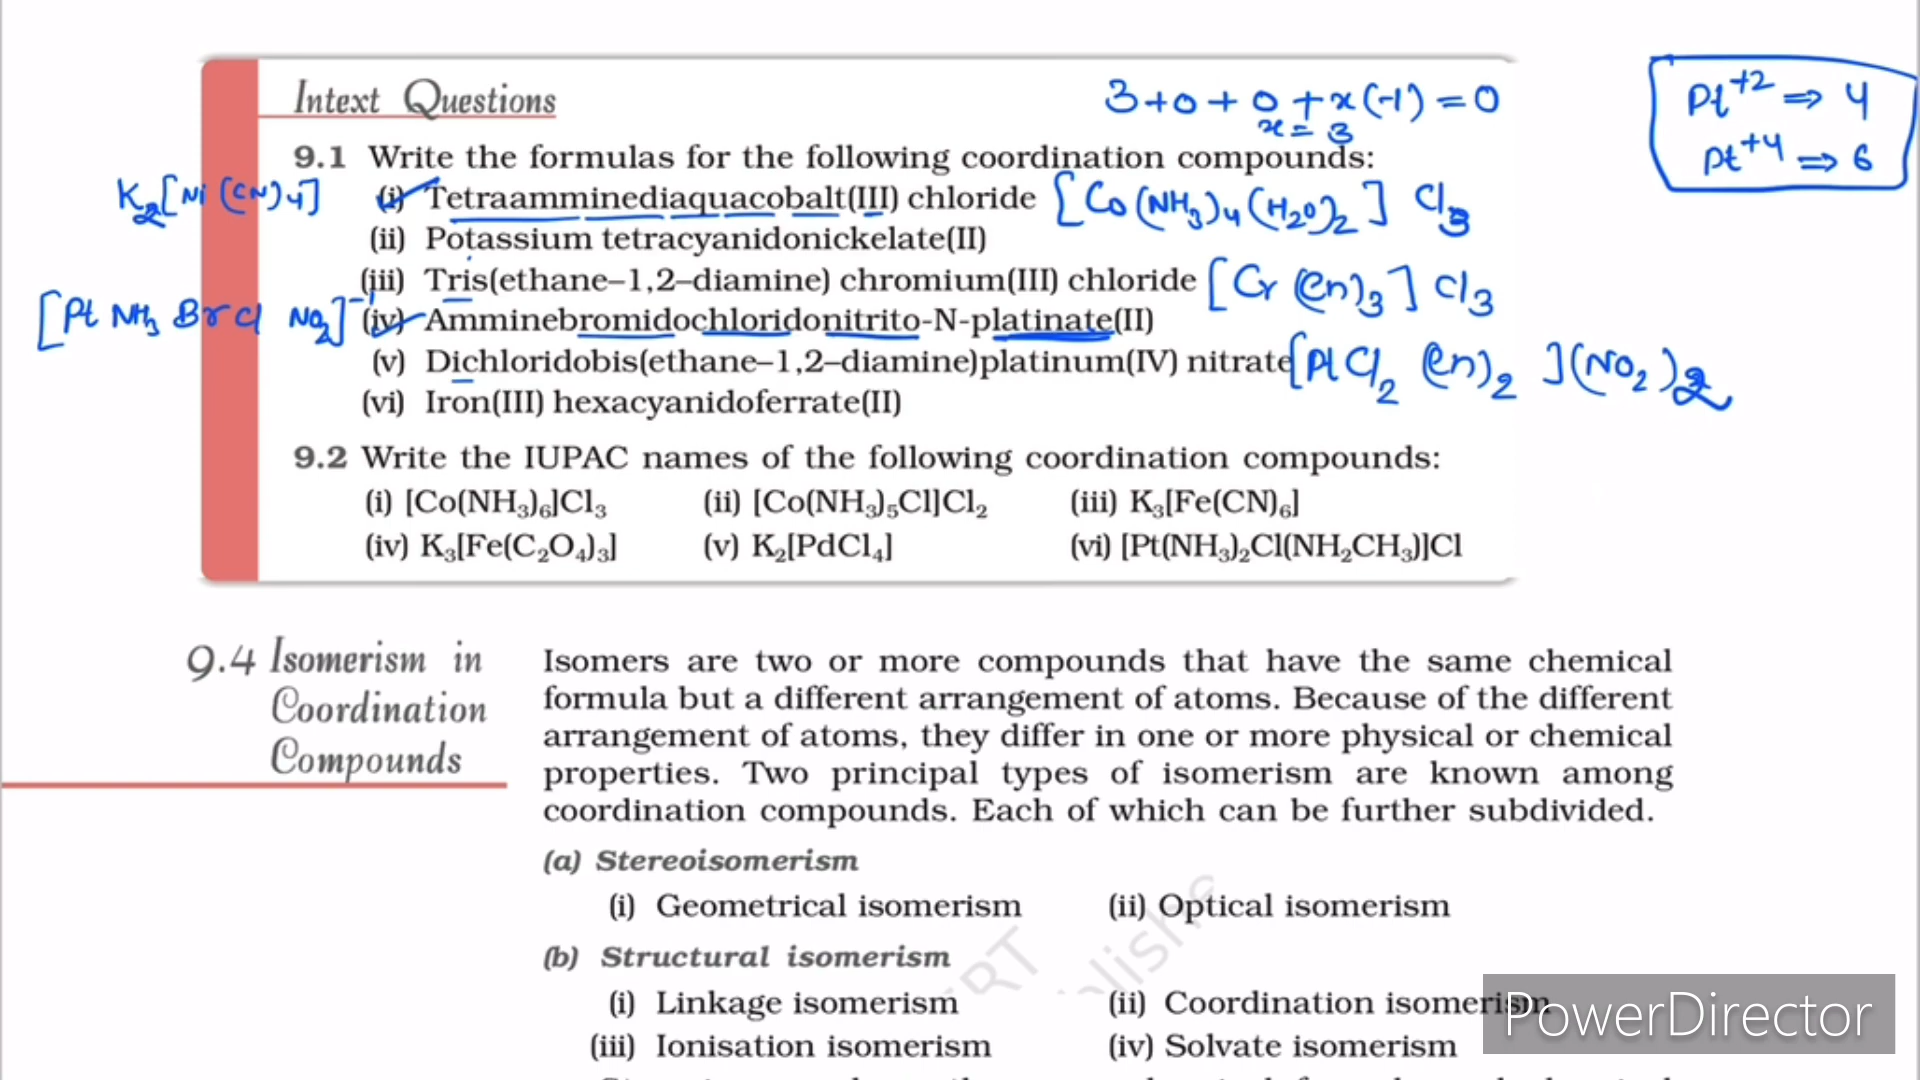 Intext Questions
3+0+0+x(-1)=0
x=3
Pt⁺² ⇒ 4
Pt⁺⁴ ⇒ 6
9.1 Write the formulas for the following coordination compounds:
K₂[Ni(CN)₄]
(i) Tetraamminediaquacobalt(III) chloride [Co(NH₃)₄(H₂O)₂]Cl₃
(ii) Potassium tetracyanidonickelate(II)
(iii) Tris(ethane–1,2–diamine) chromium(III) chloride [Cr(en)₃]Cl₃
[Pt NH₃ Br Cl NO₂]⁻¹ (iv) Amminebromidochloridonitrito-N-platinate(II)
(v) Dichloridobis(ethane–1,2–diamine)platinum(IV) nitrate [PtCl₂(en)₂](NO₂)₂
(vi) Iron(III) hexacyanidoferrate(II)
9.2 Write the IUPAC names of the following coordination compounds:
(i) [Co(NH₃)₆]Cl₃ (ii) [Co(NH₃)₅Cl]Cl₂ (iii) K₃[Fe(CN)₆]
(iv) K₃[Fe(C₂O₄)₃] (v) K₂[PdCl₄] (vi) [Pt(NH₃)₂Cl(NH₂CH₃)]Cl
9.4 Isomerism in
Coordination
Compounds
Isomers are two or more compounds that have the same chemical
formula but a different arrangement of atoms. Because of the different
arrangement of atoms, they differ in one or more physical or chemical
properties. Two principal types of isomerism are known among
coordination compounds. Each of which can be further subdivided.
(a) Stereoisomerism
(i) Geometrical isomerism (ii) Optical isomerism
(b) Structural isomerism
(i) Linkage isomerism (ii) Coordination isomerism
(iii) Ionisation isomerism (iv) Solvate isomerism
PowerDirector